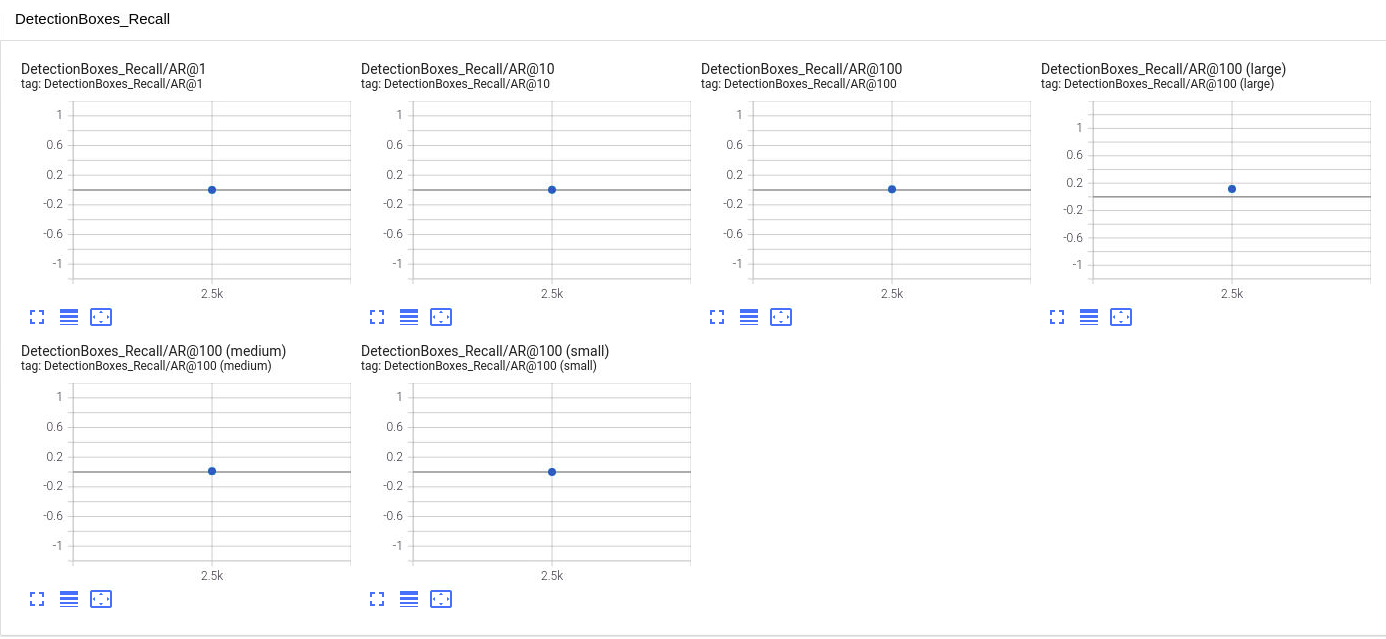 DetectionBoxes_Recall
DetectionBoxes_Recall/AR@1
tag: DetectionBoxes_Recall/AR@1
1
0.6
0.2
-0.2
-0.6
-1
2.5k
DetectionBoxes_Recall/AR@10
tag: DetectionBoxes_Recall/AR@10
1
0.6
0.2
-0.2
-0.6
-1
2.5k
DetectionBoxes_Recall/AR@100
tag: DetectionBoxes_Recall/AR@100
1
0.6
0.2
-0.2
-0.6
-1
2.5k
DetectionBoxes_Recall/AR@100 (large)
tag: DetectionBoxes_Recall/AR@100 (large)
1
0.6
0.2
-0.2
-0.6
-1
2.5k
DetectionBoxes_Recall/AR@100 (medium)
tag: DetectionBoxes_Recall/AR@100 (medium)
1
0.6
0.2
-0.2
-0.6
-1
2.5k
DetectionBoxes_Recall/AR@100 (small)
tag: DetectionBoxes_Recall/AR@100 (small)
1
0.6
0.2
-0.2
-0.6
-1
2.5k